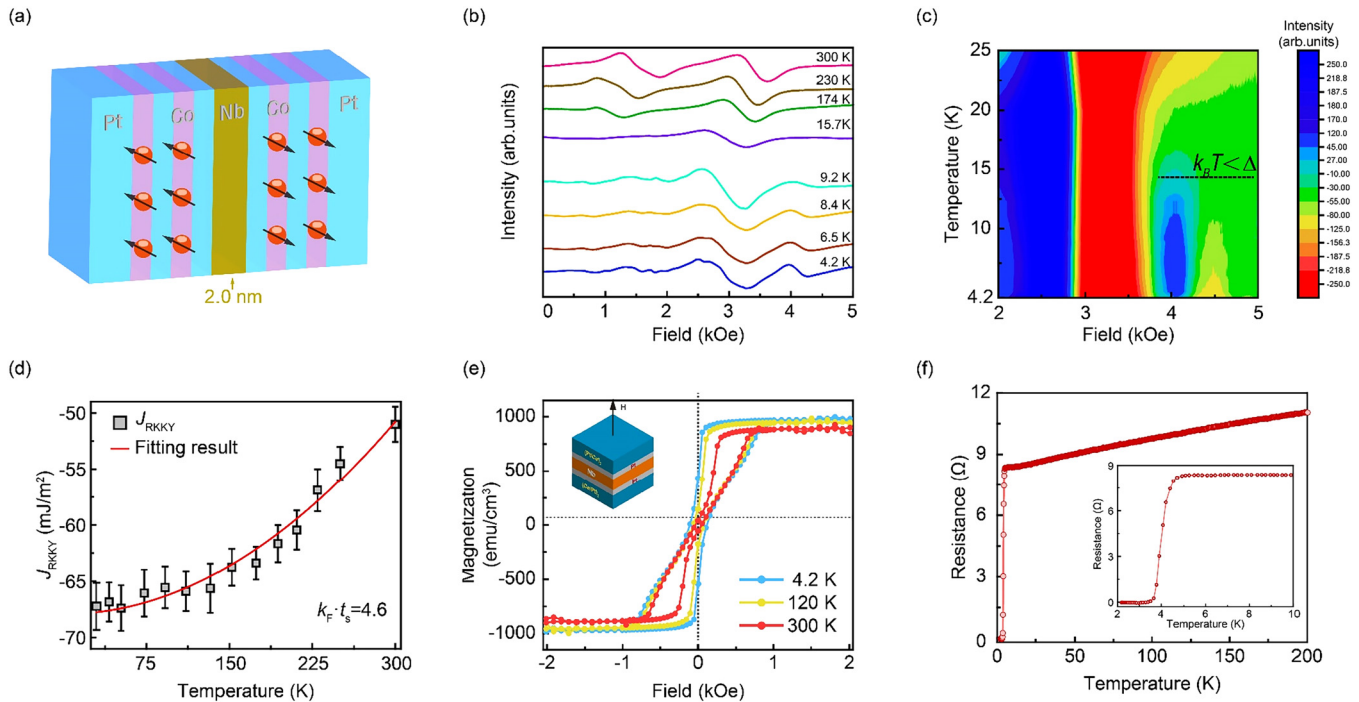 (a)
Pt
Co
Nb
Co
Pt
2.0 nm
(b)
Intensity (arb.units)
300 K
230 K
174 K
15.7K
9.2 K
8.4 K
6.5 K
4.2 K
0 1 2 3 4 5
Field (kOe)
(c)
Temperature (K)
25
20
15
10
4.2
k_B T < Δ
2 3 4 5
Field (kOe)
Intensity
(arb.units)
250.0
218.8
187.5
156.3
120.0
85.00
45.00
27.00
-10.00
-30.00
-55.00
-80.00
-125.0
-156.3
-187.5
-218.8
-250.0
(d)
J_RKKY (mJ/m²)
-50
-55
-60
-65
-70
J_RKKY
Fitting result
k_F · t_s=4.6
75 150 225 300
Temperature (K)
(e)
Magnetization
(emu/cm³)
1000
500
0
-500
-1000
H
Nb
4.2 K
120 K
300 K
-2 -1 0 1 2
Field (kOe)
(f)
Resistance (Ω)
12
9
6
3
0
Resistance (Ω)
9
6
3
0
2 4 6 8 10
Temperature (K)
0 50 100 150 200
Temperature (K)